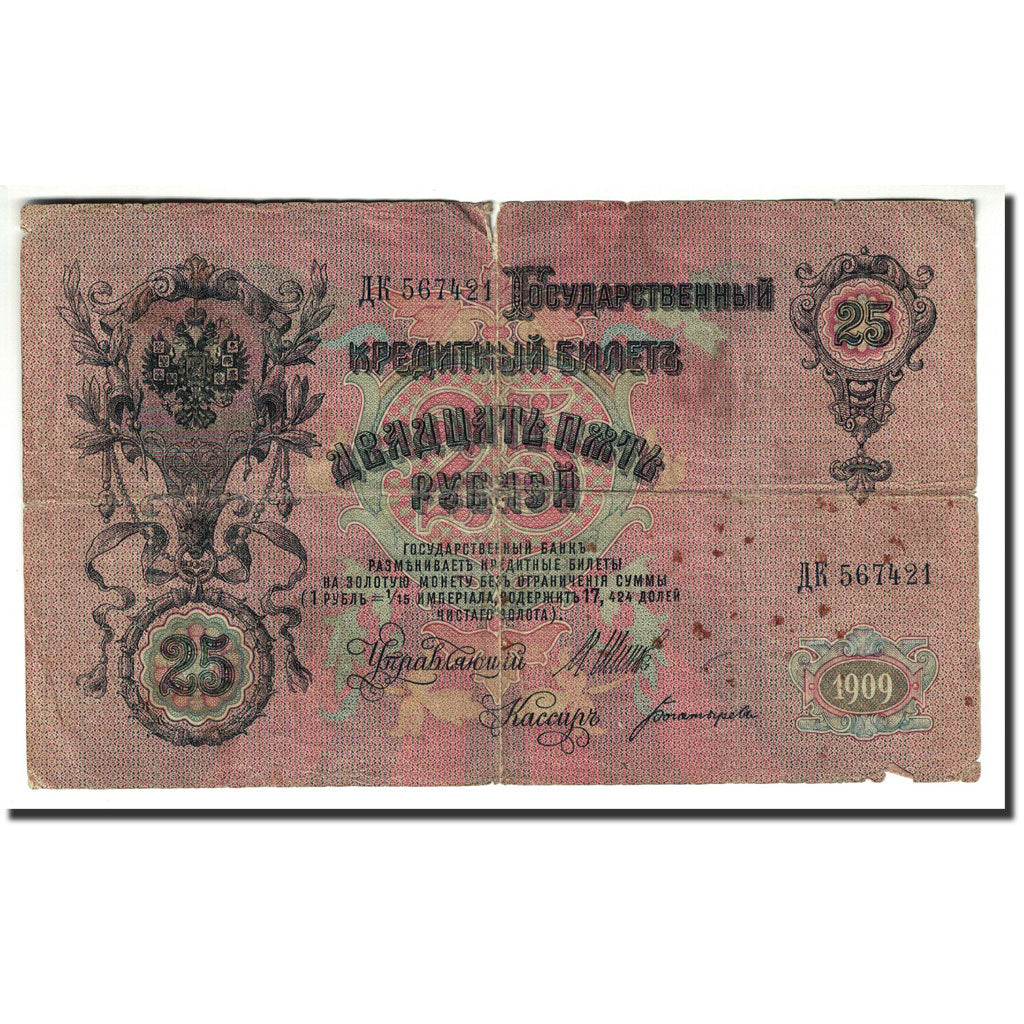 ДК 567421 Государственный
25
Кредитный Билетъ
Двадцать пять
рублей
Государственный Банкъ
размѣниваетъ кредитные билеты
на золотую монету безъ ограниченія суммы
(1 рубль = 1/15 имперіала, содержитъ 17, 424 долей
чистаго золота).
ДК 567421
25
Управляющій
1909
Кассиръ
Богатыревъ